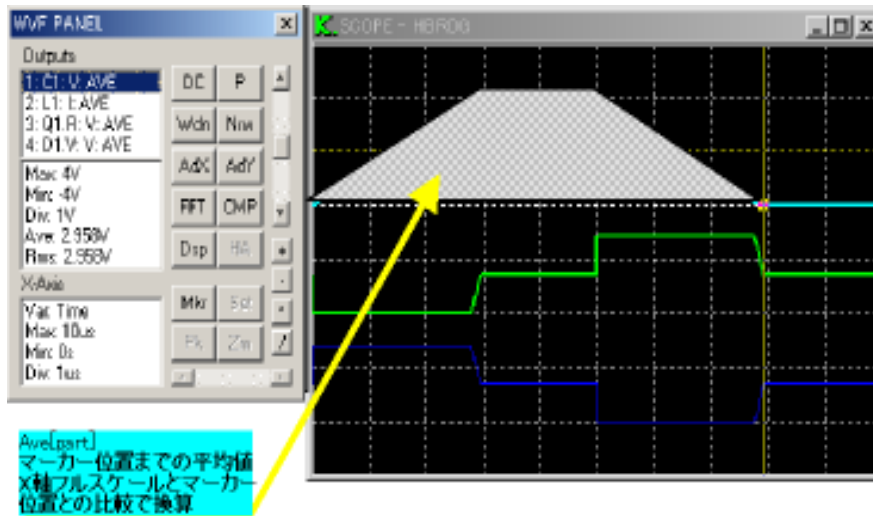 WVF PANEL
Outputs
1: C1: V: AVE
2: L1: I: AVE
3: Q1.R: V: AVE
4: D1.V: V: AVE
Max: 4V
Min: -4V
Div: 1V
Ave: 2.958V
Rms: 2.958V
X-Axis
Var: Time
Max: 10us
Min: 0s
Div: 1us
DC P
Wdn Nrw
AdX AdY
FFT CMP
Dsp
Mkr Sct
Zm
SCOPE - HBRDG
Ave[part]
マーカー位置までの平均値
X軸フルスケールとマーカー
位置との比較で換算